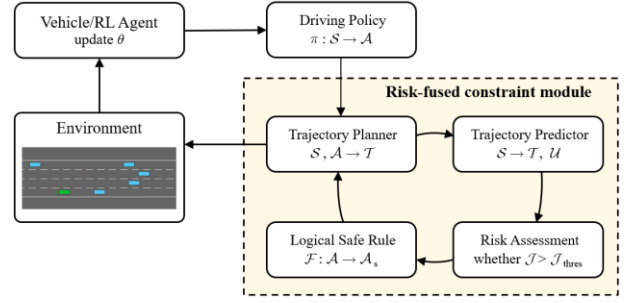 Vehicle/RL Agent
update θ
Driving Policy
π : 𝒮 → 𝒜
Risk-fused constraint module
Environment
Trajectory Planner
𝒮 , 𝒜 → 𝒯
Trajectory Predictor
𝒮 → 𝒯, 𝒰
Logical Safe Rule
ℱ : 𝒜 → 𝒜ₛ
Risk Assessment
whether 𝒥 > 𝒥thres